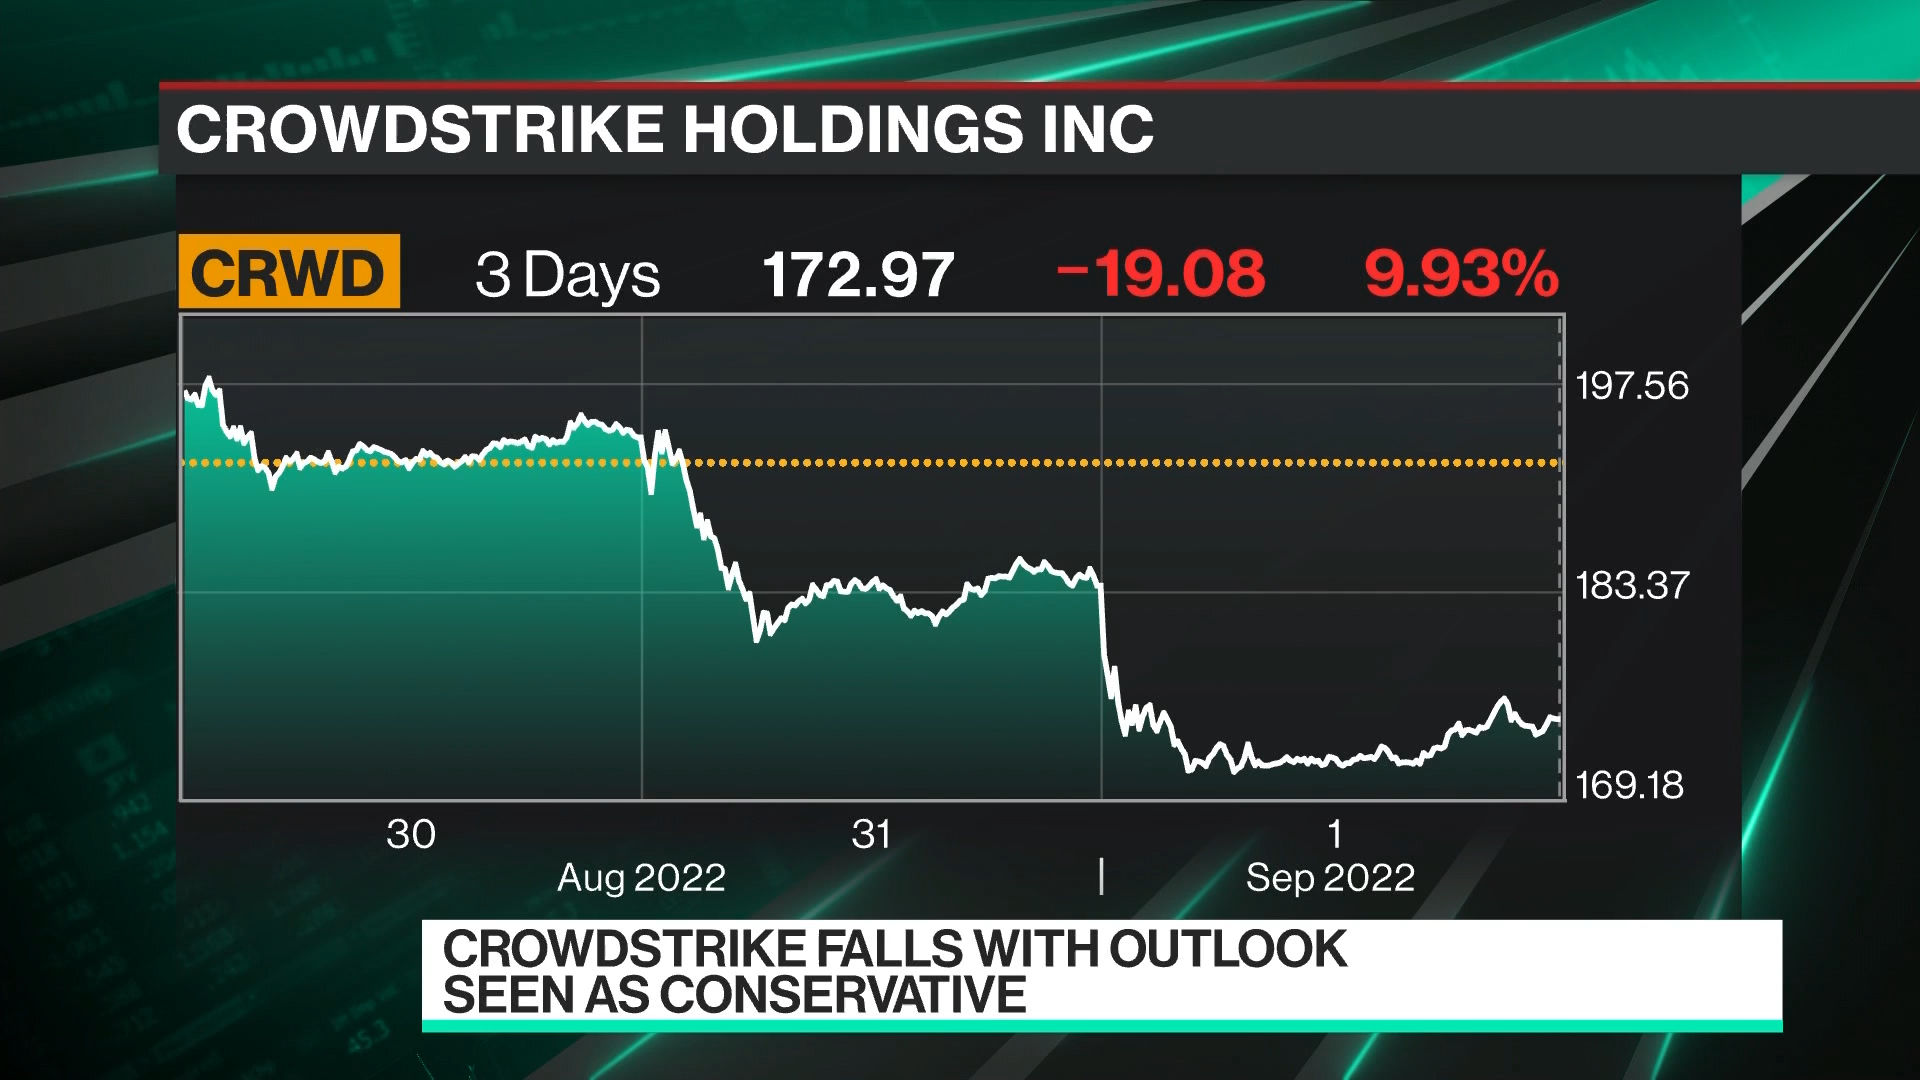 CROWDSTRIKE HOLDINGS INC
CRWD 3 Days 172.97 −19.08 9.93%
197.56
183.37
169.18
30 31 1
Aug 2022 | Sep 2022
CROWDSTRIKE FALLS WITH OUTLOOK
SEEN AS CONSERVATIVE